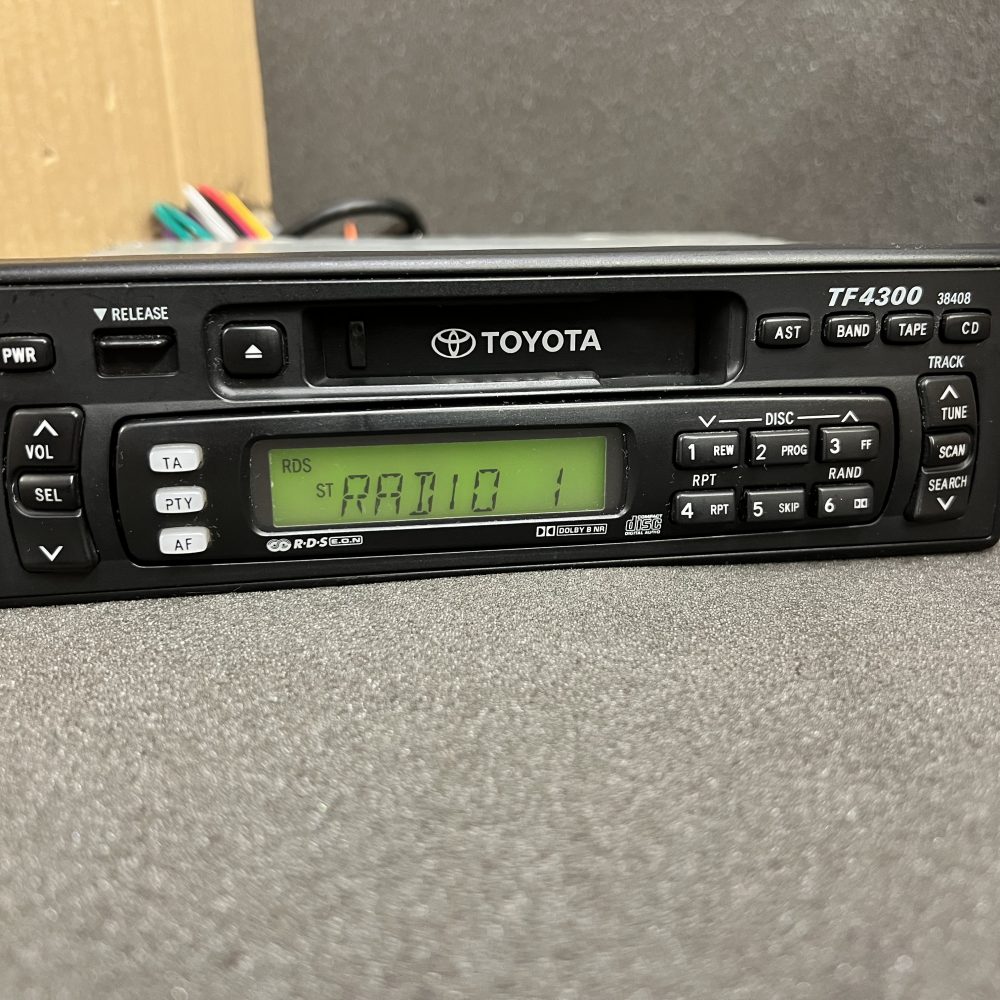 TF4300 38408
▼ RELEASE
PWR
TOYOTA
AST BAND TAPE CD
TRACK
VOL
SEL
TA
PTY
AF
RDS
ST RADIO 1
R·D·S E.O.N
DOLBY B NR
COMPACT
disc
DIGITAL AUDIO
DISC
1 REW 2 PROG 3 FF
RPT RAND
4 RPT 5 SKIP 6
TUNE
SCAN
SEARCH